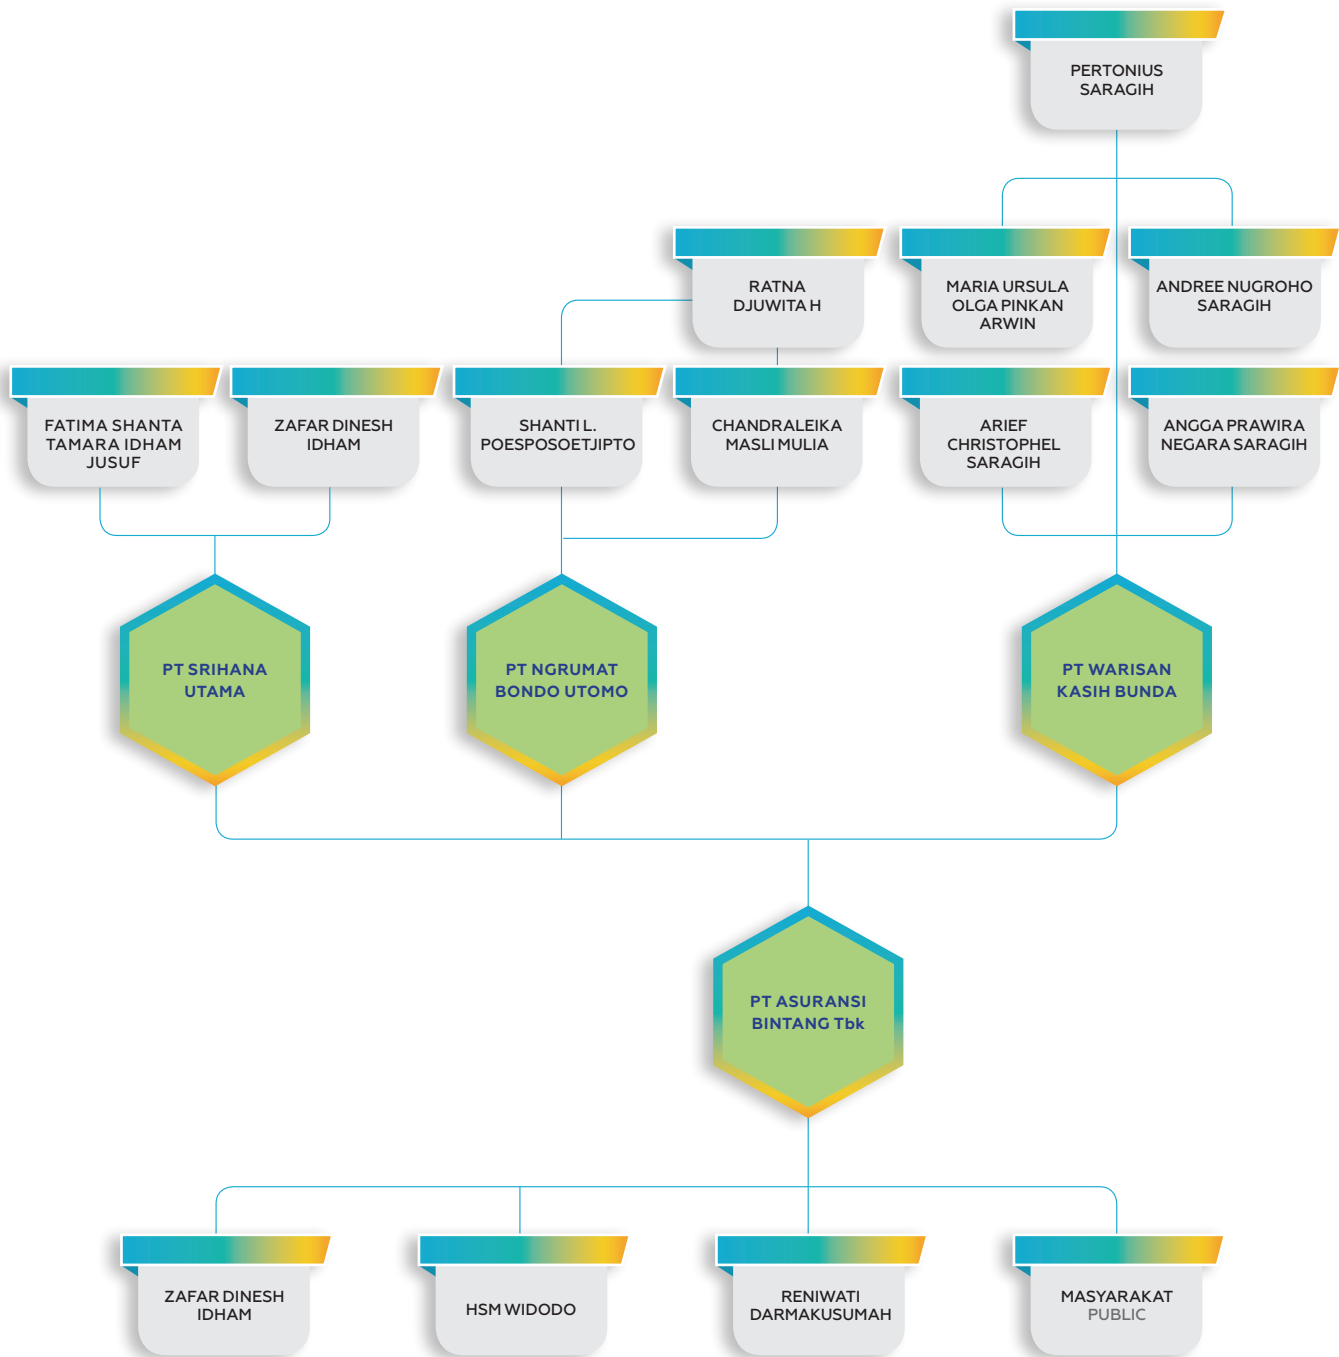 PERTONIUS
SARAGIH
RATNA
DJUWITA H
MARIA URSULA
OLGA PINKAN
ARWIN
ANDREE NUGROHO
SARAGIH
FATIMA SHANTA
TAMARA IDHAM
JUSUF
ZAFAR DINESH
IDHAM
SHANTI L.
POESPOSOETJIPTO
CHANDRALEIKA
MASLI MULIA
ARIEF
CHRISTOPHEL
SARAGIH
ANGGA PRAWIRA
NEGARA SARAGIH
PT SRIHANA
UTAMA
PT NGRUMAT
BONDO UTOMO
PT WARISAN
KASIH BUNDA
PT ASURANSI
BINTANG Tbk
ZAFAR DINESH
IDHAM
HSM WIDODO
RENIWATI
DARMAKUSUMAH
MASYARAKAT
PUBLIC